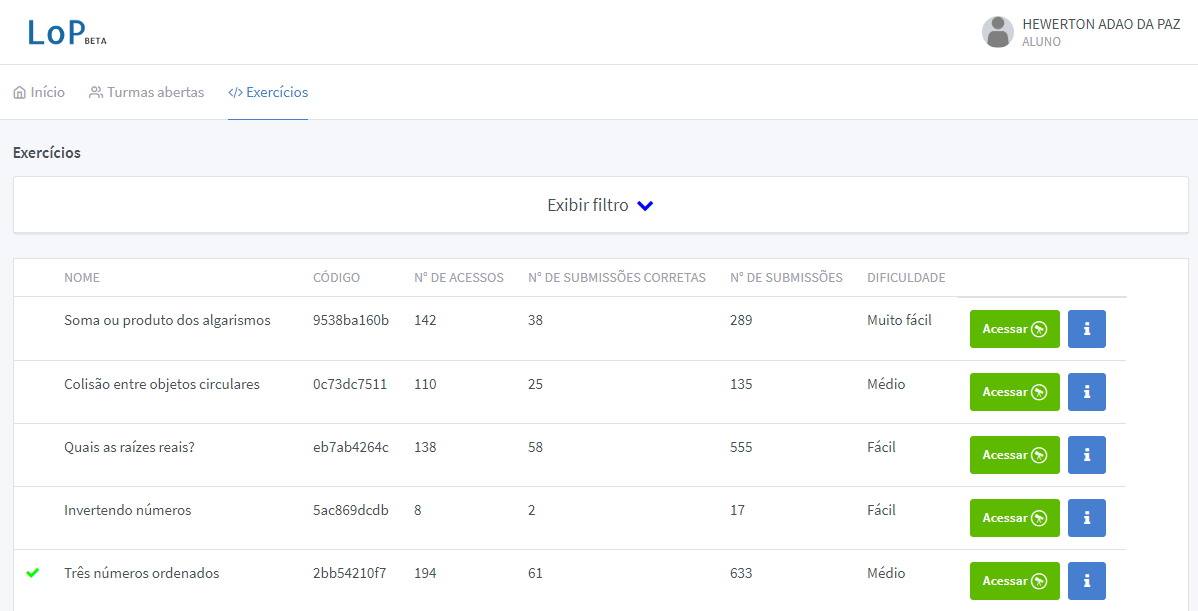 LoP BETA
HEWERTON ADAO DA PAZ
ALUNO
Início Turmas abertas </> Exercícios
Exercícios
Exibir filtro
NOME CÓDIGO N° DE ACESSOS N° DE SUBMISSÕES CORRETAS N° DE SUBMISSÕES DIFICULDADE
Soma ou produto dos algarismos 9538ba160b 142 38 289 Muito fácil Acessar i
Colisão entre objetos circulares 0c73dc7511 110 25 135 Médio Acessar i
Quais as raízes reais? eb7ab4264c 138 58 555 Fácil Acessar i
Invertendo números 5ac869dcdb 8 2 17 Fácil Acessar i
Três números ordenados 2bb54210f7 194 61 633 Médio Acessar i